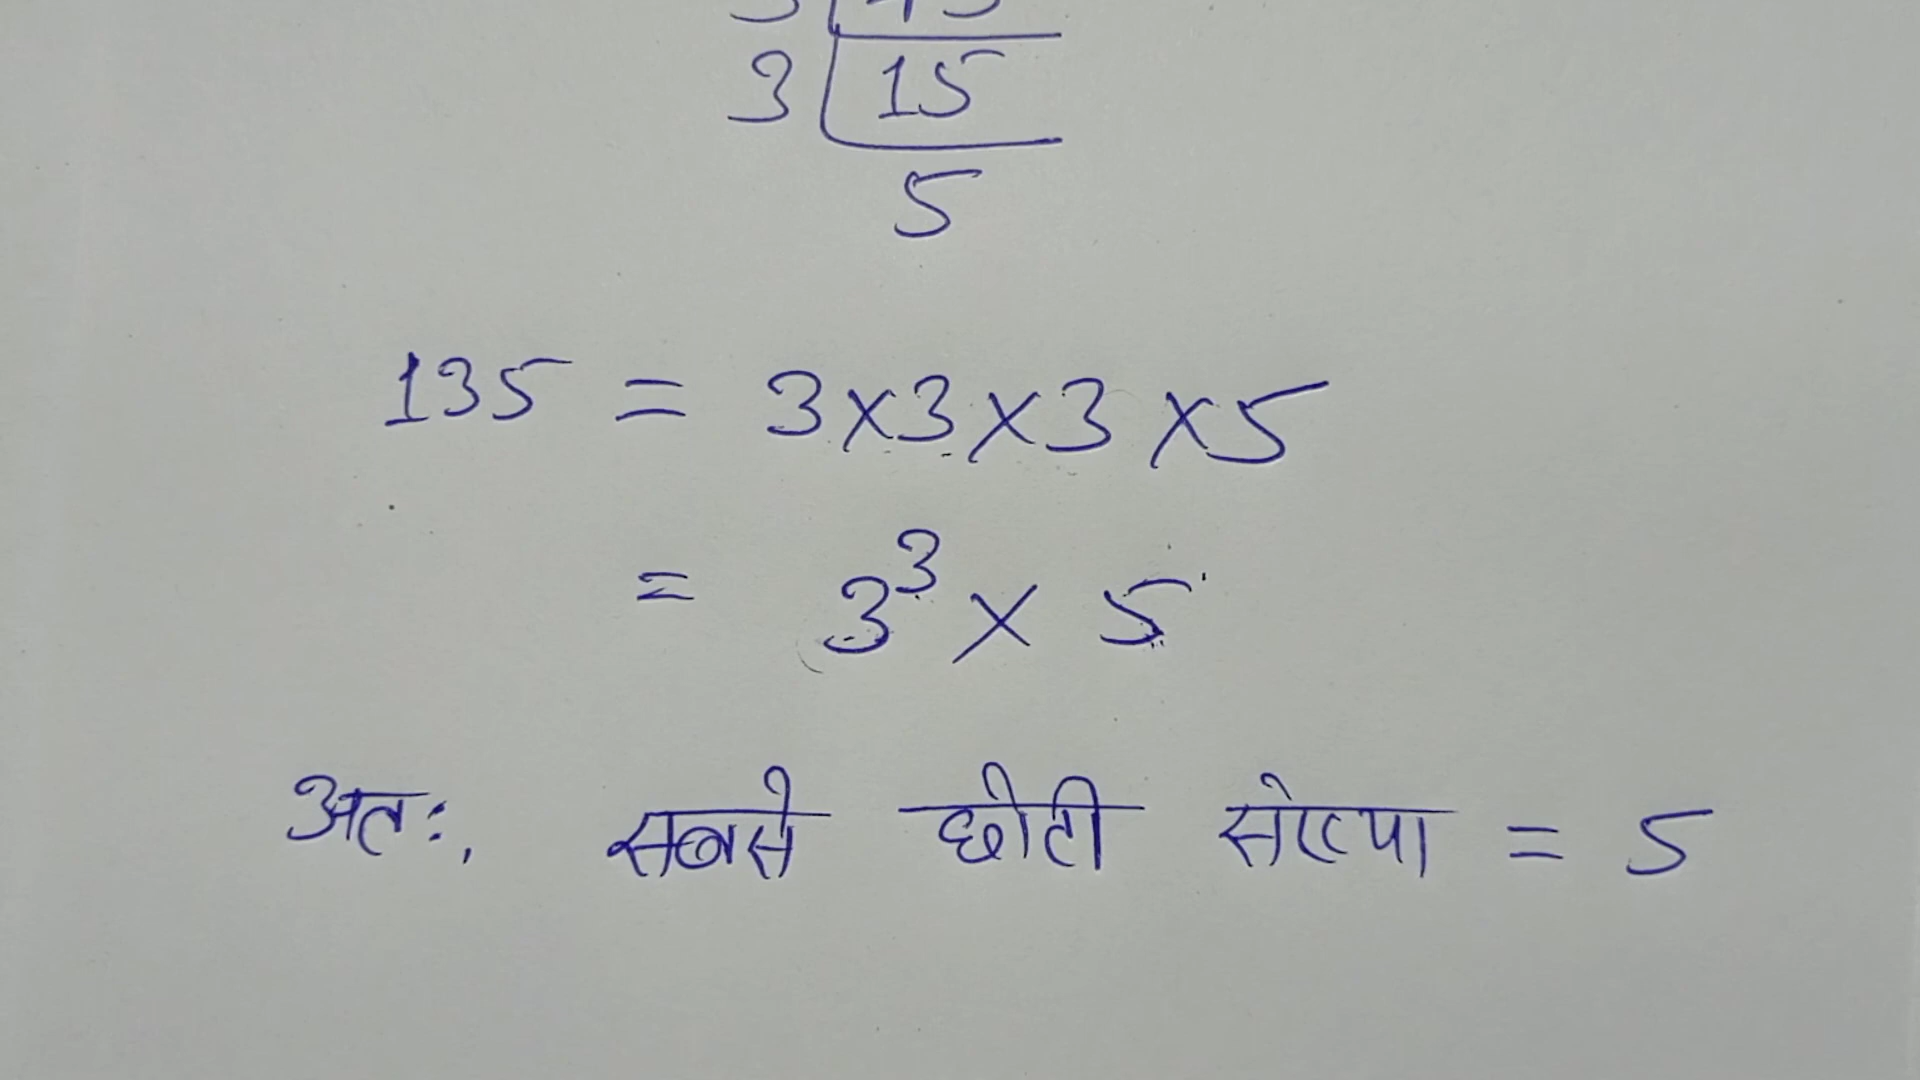 3 15
5
135 = 3×3×3×5
= 3³ × 5
अतः, सबसे छोटी संख्या = 5